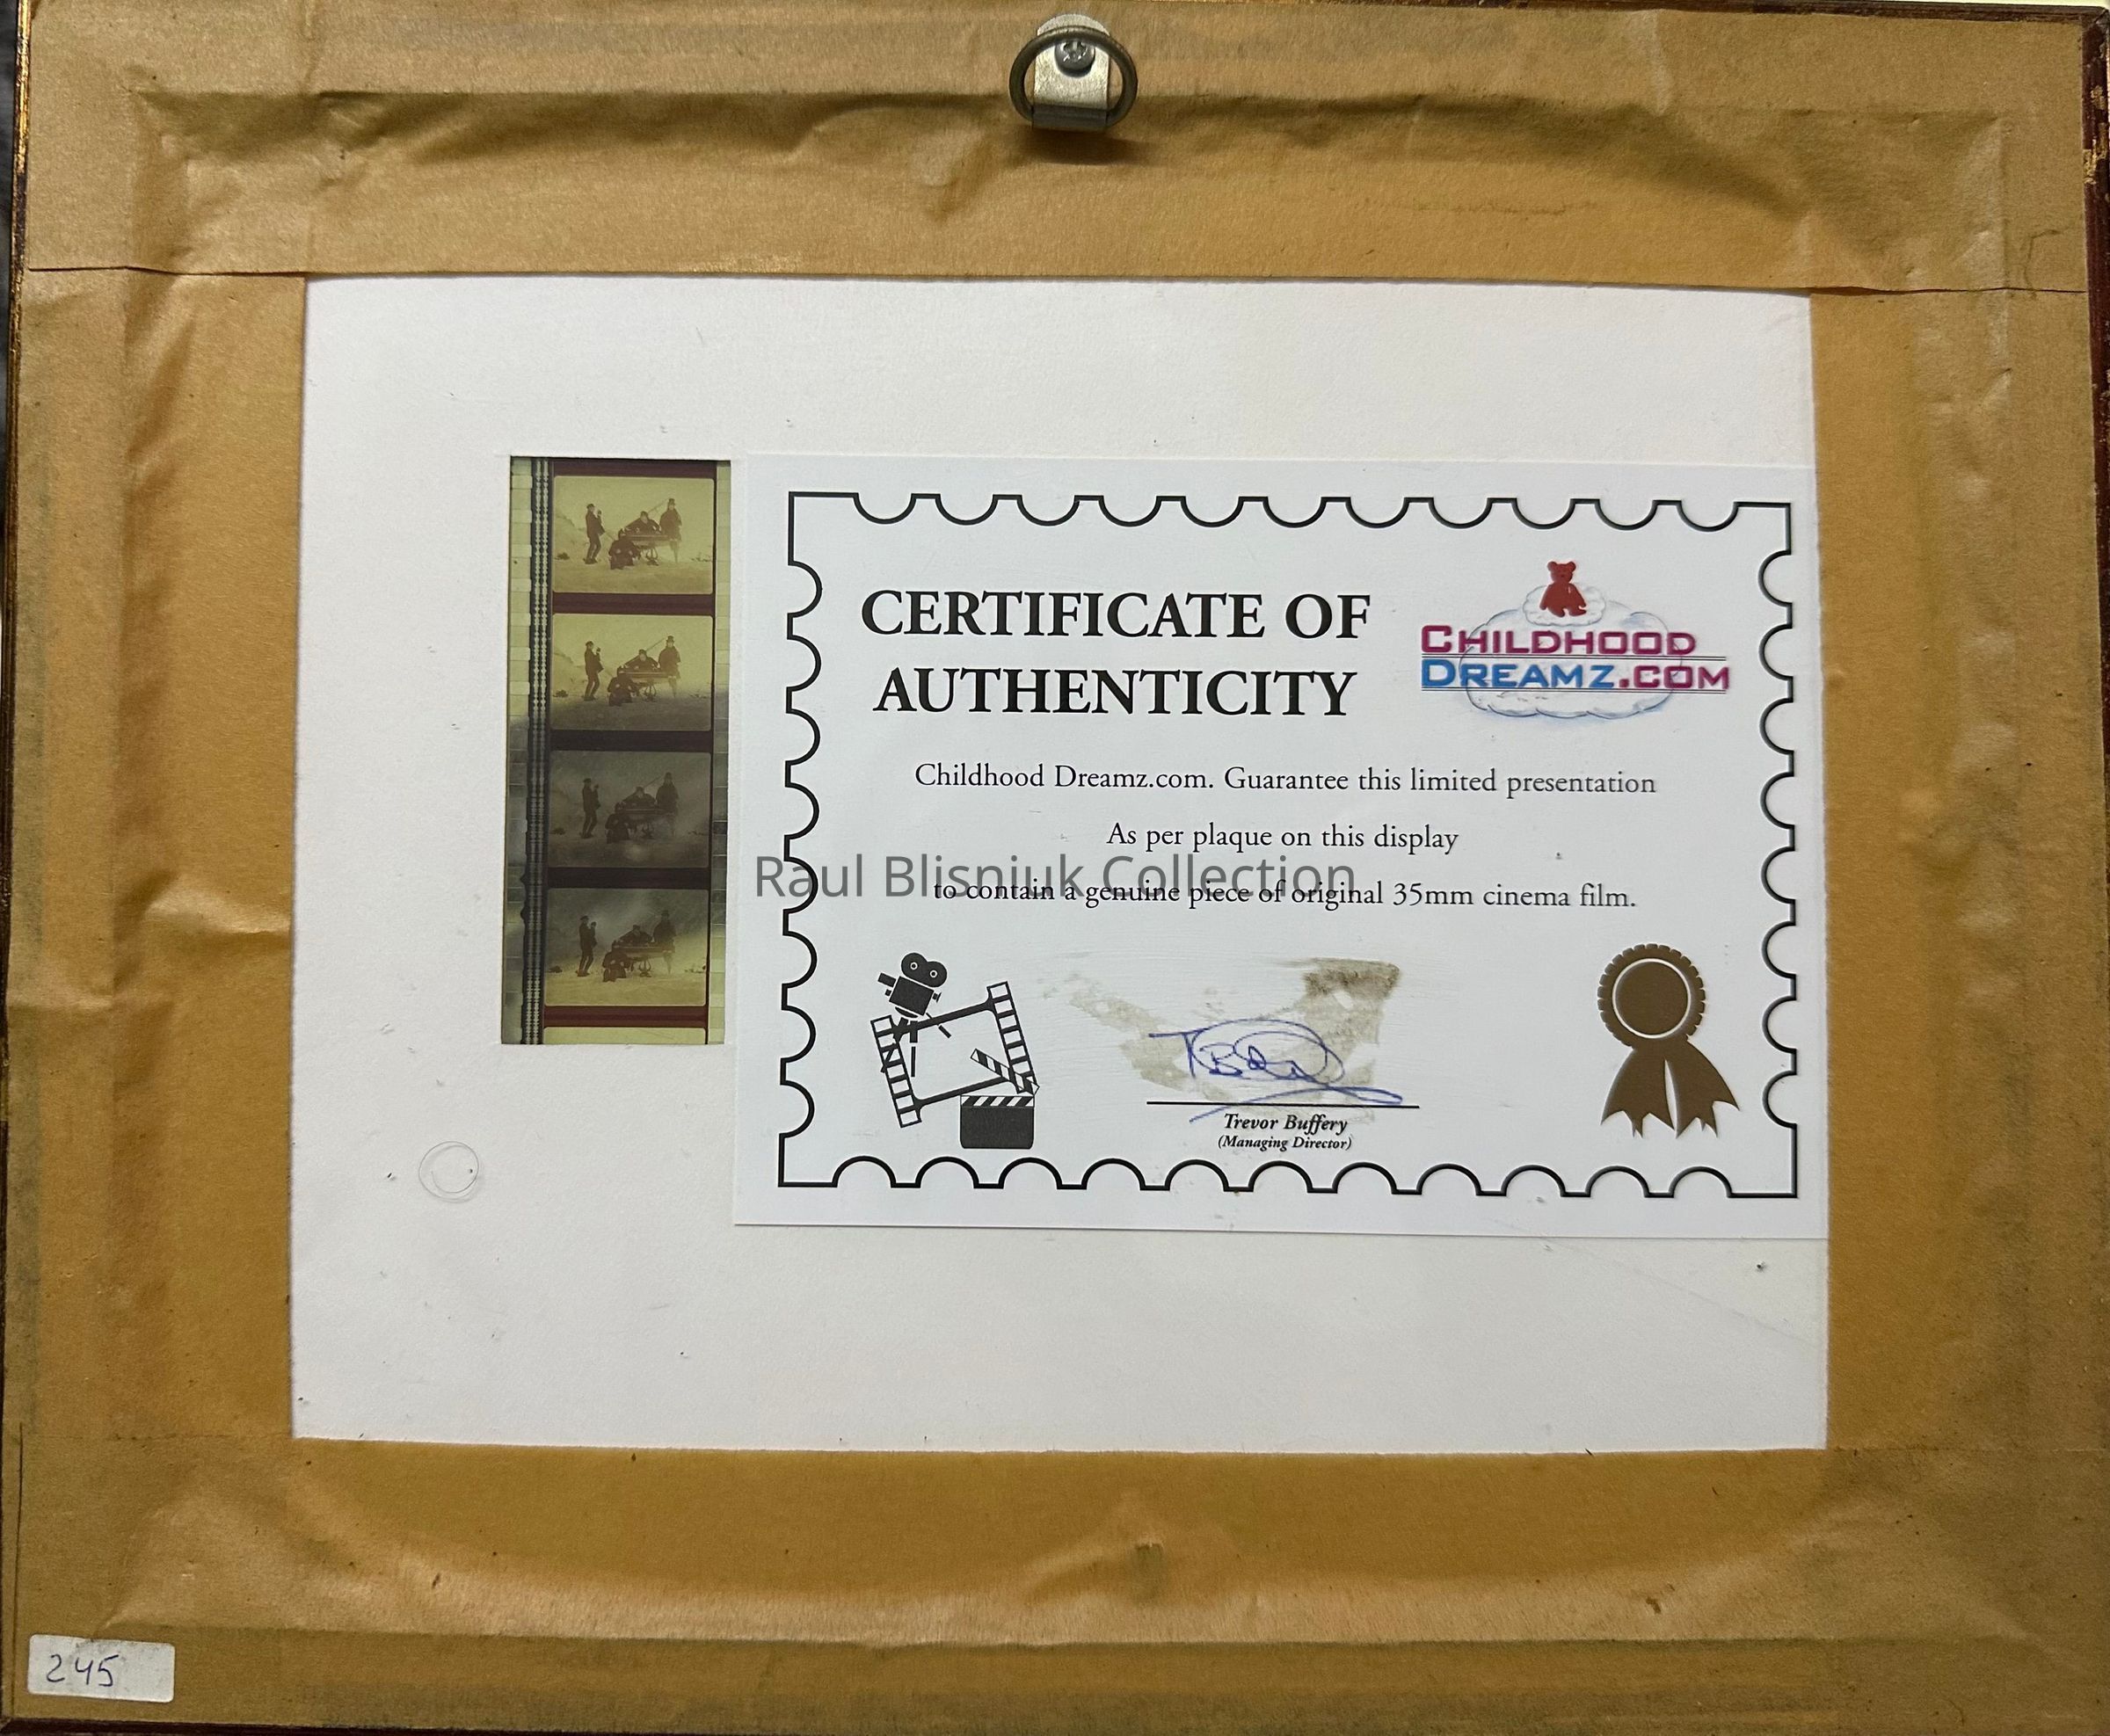 CERTIFICATE OF
AUTHENTICITY
CHILDHOOD
DREAMZ.COM
Childhood Dreamz.com. Guarantee this limited presentation
As per plaque on this display
Raul Blisniuk Collection
to contain a genuine piece of original 35mm cinema film.
Trevor Buffery
(Managing Director)
245